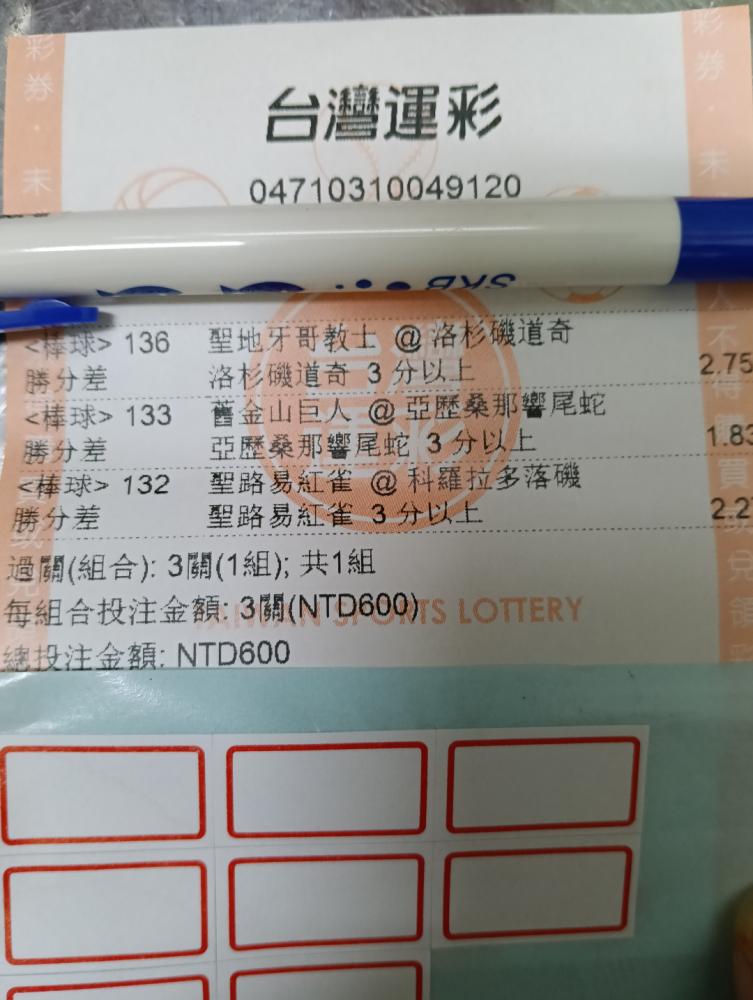 台灣運彩
04710310049120
SKB
<棒球> 136 聖地牙哥教士 @ 洛杉磯道奇
勝分差 洛杉磯道奇 3 分以上 2.75
<棒球> 133 舊金山巨人 @ 亞歷桑那響尾蛇
勝分差 亞歷桑那響尾蛇 3 分以上 1.83
<棒球> 132 聖路易紅雀 @ 科羅拉多落磯
勝分差 聖路易紅雀 3 分以上 2.2
過關(組合): 3關(1組); 共1組
每組合投注金額: 3關(NTD600)
TAIWAN SPORTS LOTTERY
總投注金額: NTD600